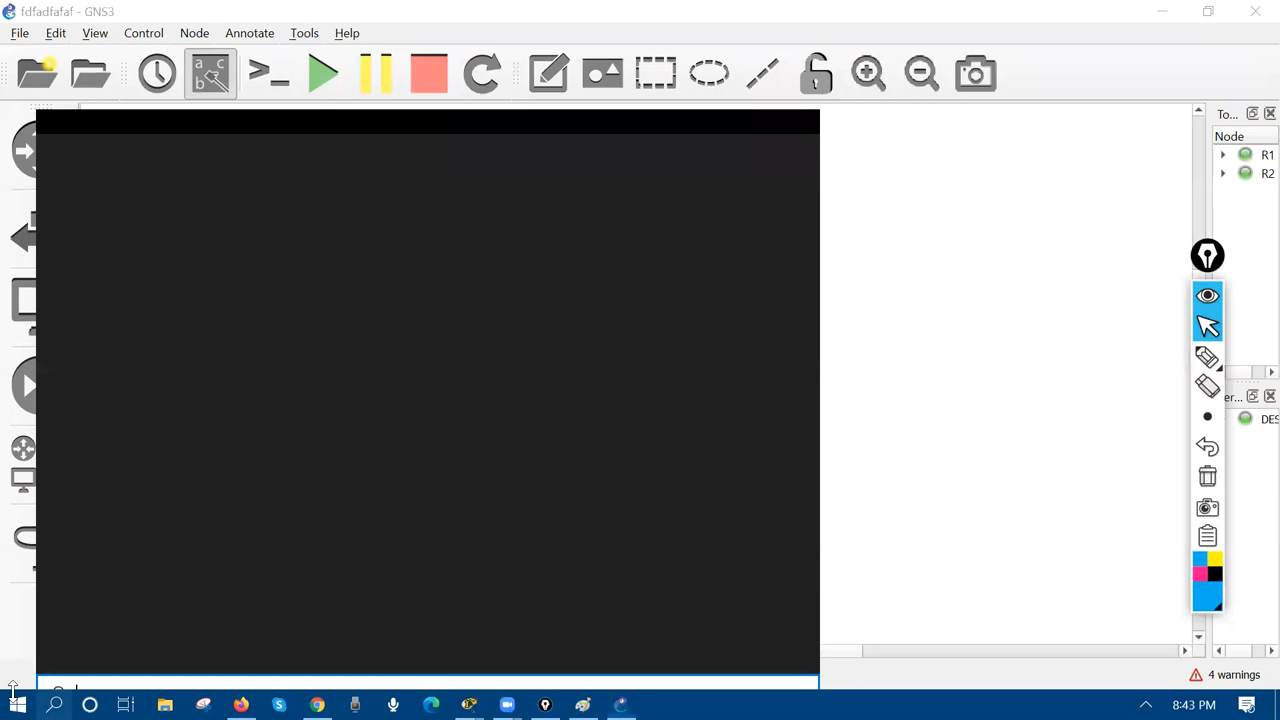 fdfadfafaf - GNS3
File Edit View Control Node Annotate Tools Help
a c
b
To...
Node
R1
R2
er...
DES
4 warnings
8:43 PM